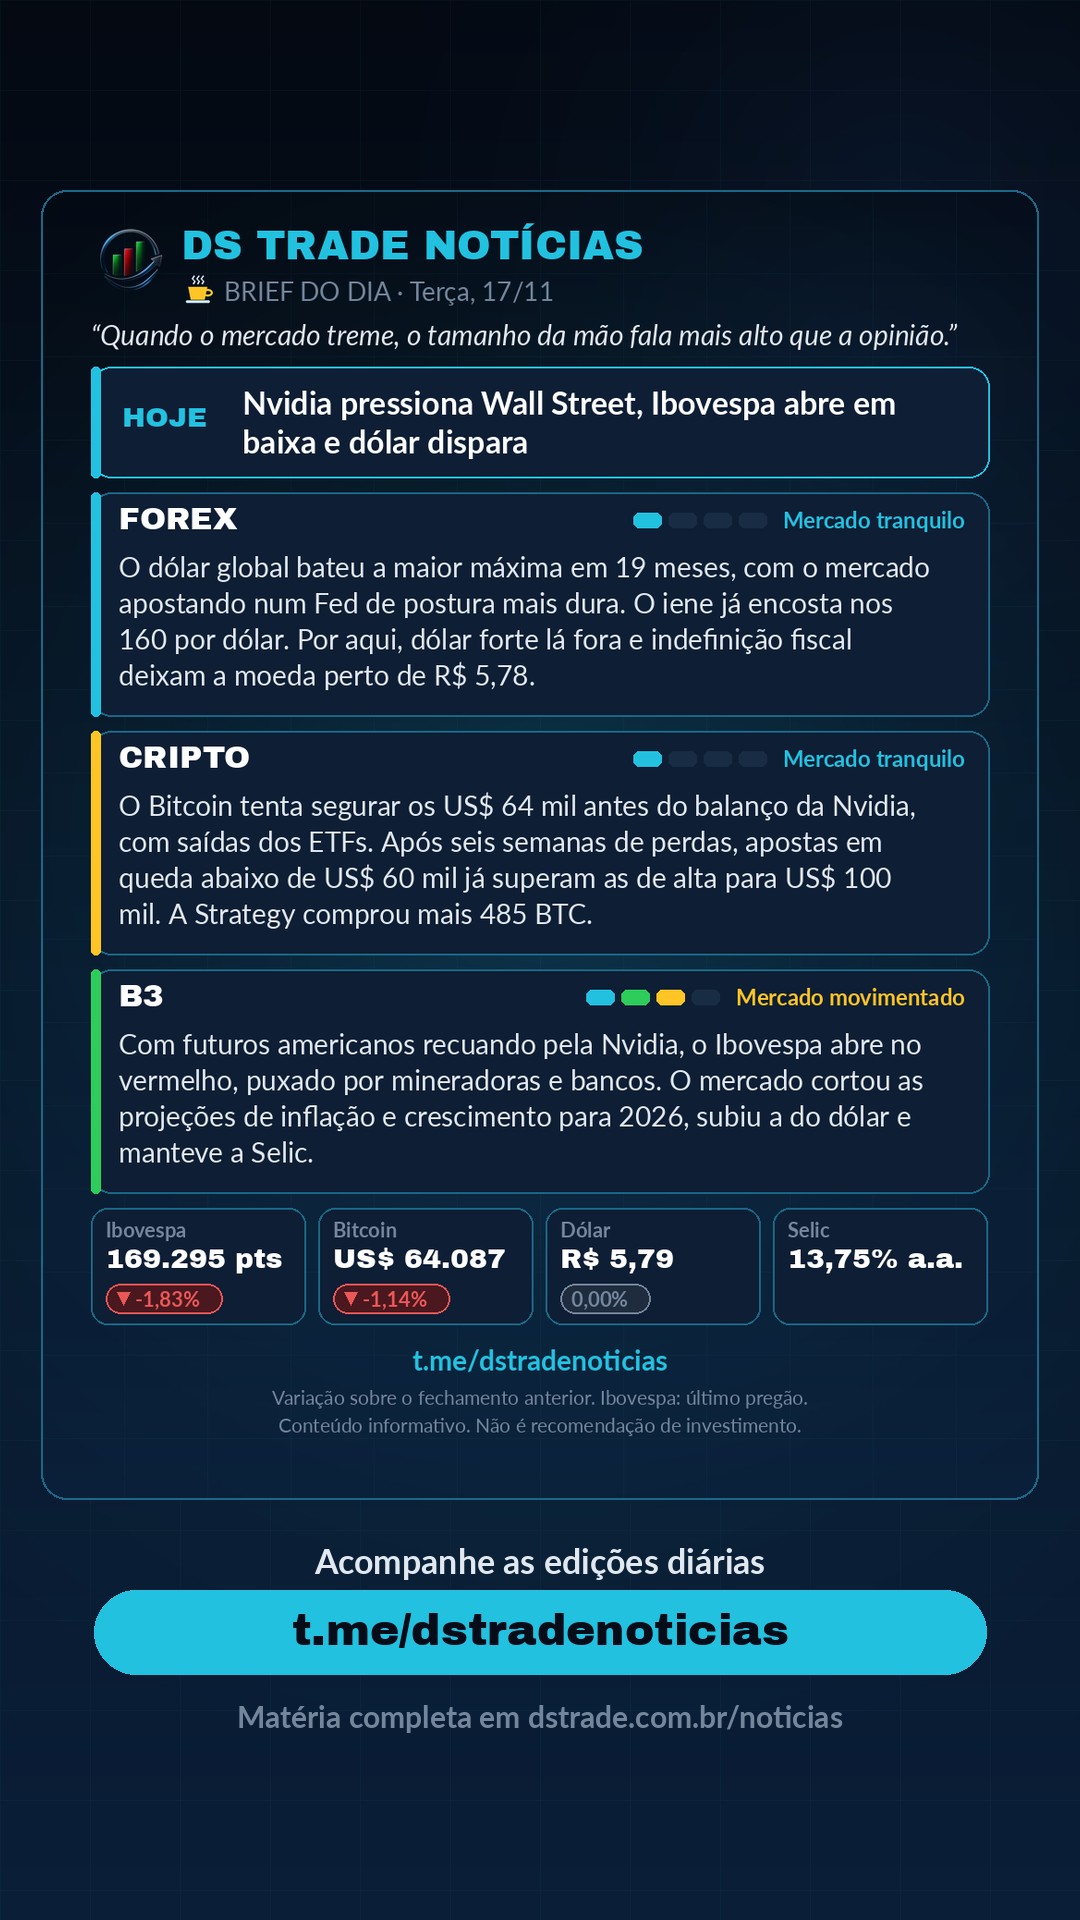 DS TRADE NOTÍCIAS
BRIEF DO DIA · Terça, 17/11
“Quando o mercado treme, o tamanho da mão fala mais alto que a opinião.”
HOJE
Nvidia pressiona Wall Street, Ibovespa abre em
baixa e dólar dispara
FOREX
Mercado tranquilo
O dólar global bateu a maior máxima em 19 meses, com o mercado
apostando num Fed de postura mais dura. O iene já encosta nos
160 por dólar. Por aqui, dólar forte lá fora e indefinição fiscal
deixam a moeda perto de R$ 5,78.
CRIPTO
Mercado tranquilo
O Bitcoin tenta segurar os US$ 64 mil antes do balanço da Nvidia,
com saídas dos ETFs. Após seis semanas de perdas, apostas em
queda abaixo de US$ 60 mil já superam as de alta para US$ 100
mil. A Strategy comprou mais 485 BTC.
B3
Mercado movimentado
Com futuros americanos recuando pela Nvidia, o Ibovespa abre no
vermelho, puxado por mineradoras e bancos. O mercado cortou as
projeções de inflação e crescimento para 2026, subiu a do dólar e
manteve a Selic.
Ibovespa
169.295 pts
▼ -1,83%
Bitcoin
US$ 64.087
▼ -1,14%
Dólar
R$ 5,79
0,00%
Selic
13,75% a.a.
t.me/dstradenoticias
Variação sobre o fechamento anterior. Ibovespa: último pregão.
Conteúdo informativo. Não é recomendação de investimento.
Acompanhe as edições diárias
t.me/dstradenoticias
Matéria completa em dstrade.com.br/noticias